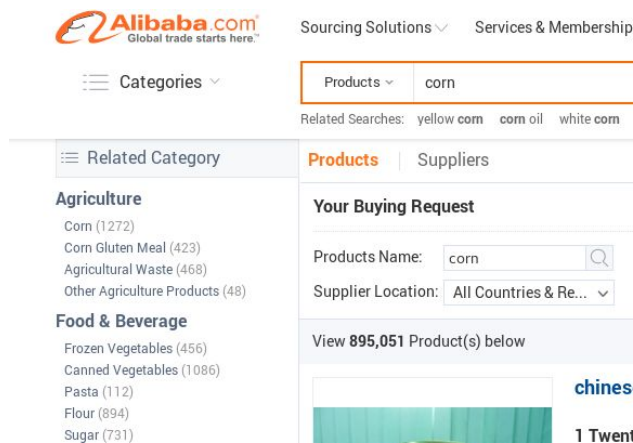 Alibaba.com
Global trade starts here.™
Sourcing Solutions
Services & Membership
Categories
Products
corn
Related Searches: yellow corn corn oil white corn
Related Category
Products
Suppliers
Agriculture
Corn (1272)
Corn Gluten Meal (423)
Agricultural Waste (468)
Other Agriculture Products (48)
Food & Beverage
Frozen Vegetables (456)
Canned Vegetables (1086)
Pasta (112)
Flour (894)
Sugar (731)
Your Buying Request
Products Name: corn
Supplier Location: All Countries & Re...
View 895,051 Product(s) below
chines
1 Twent